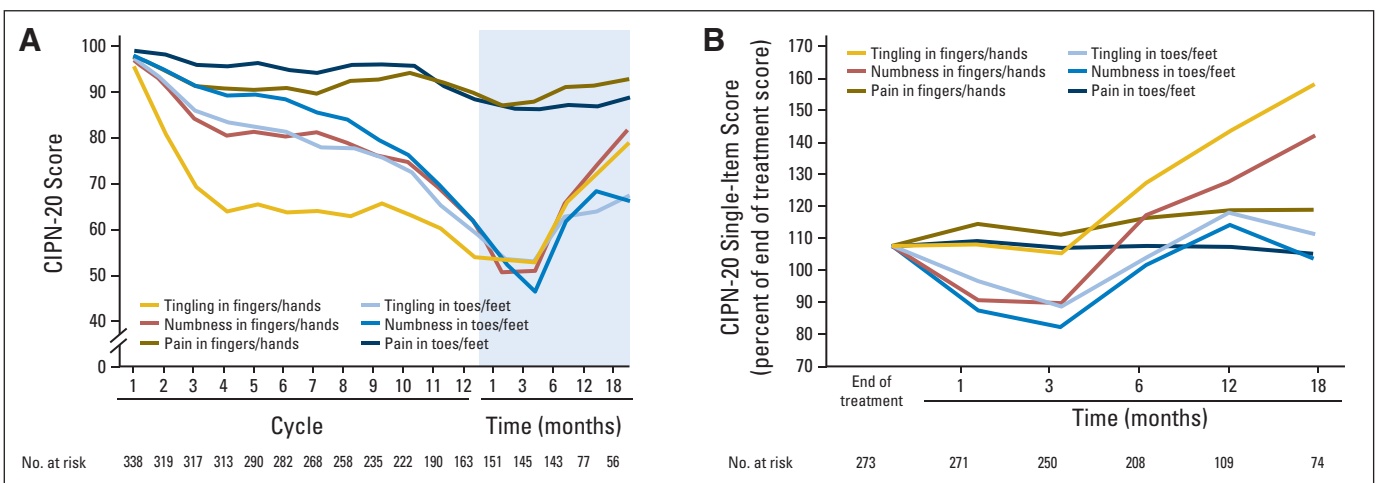 A
CIPN-20 Score
100
90
80
70
60
50
40
0
Tingling in fingers/hands
Numbness in fingers/hands
Pain in fingers/hands
Tingling in toes/feet
Numbness in toes/feet
Pain in toes/feet
1 2 3 4 5 6 7 8 9 10 11 12 1 3 6 12 18
Cycle
Time (months)
No. at risk 338 319 317 313 290 282 268 258 235 222 190 163 151 145 143 77 56
B
CIPN-20 Single-Item Score
(percent of end of treatment score)
170
160
150
140
130
120
110
100
90
80
70
Tingling in fingers/hands
Numbness in fingers/hands
Pain in fingers/hands
Tingling in toes/feet
Numbness in toes/feet
Pain in toes/feet
End of
treatment
1 3 6 12 18
Time (months)
No. at risk 273 271 250 208 109 74